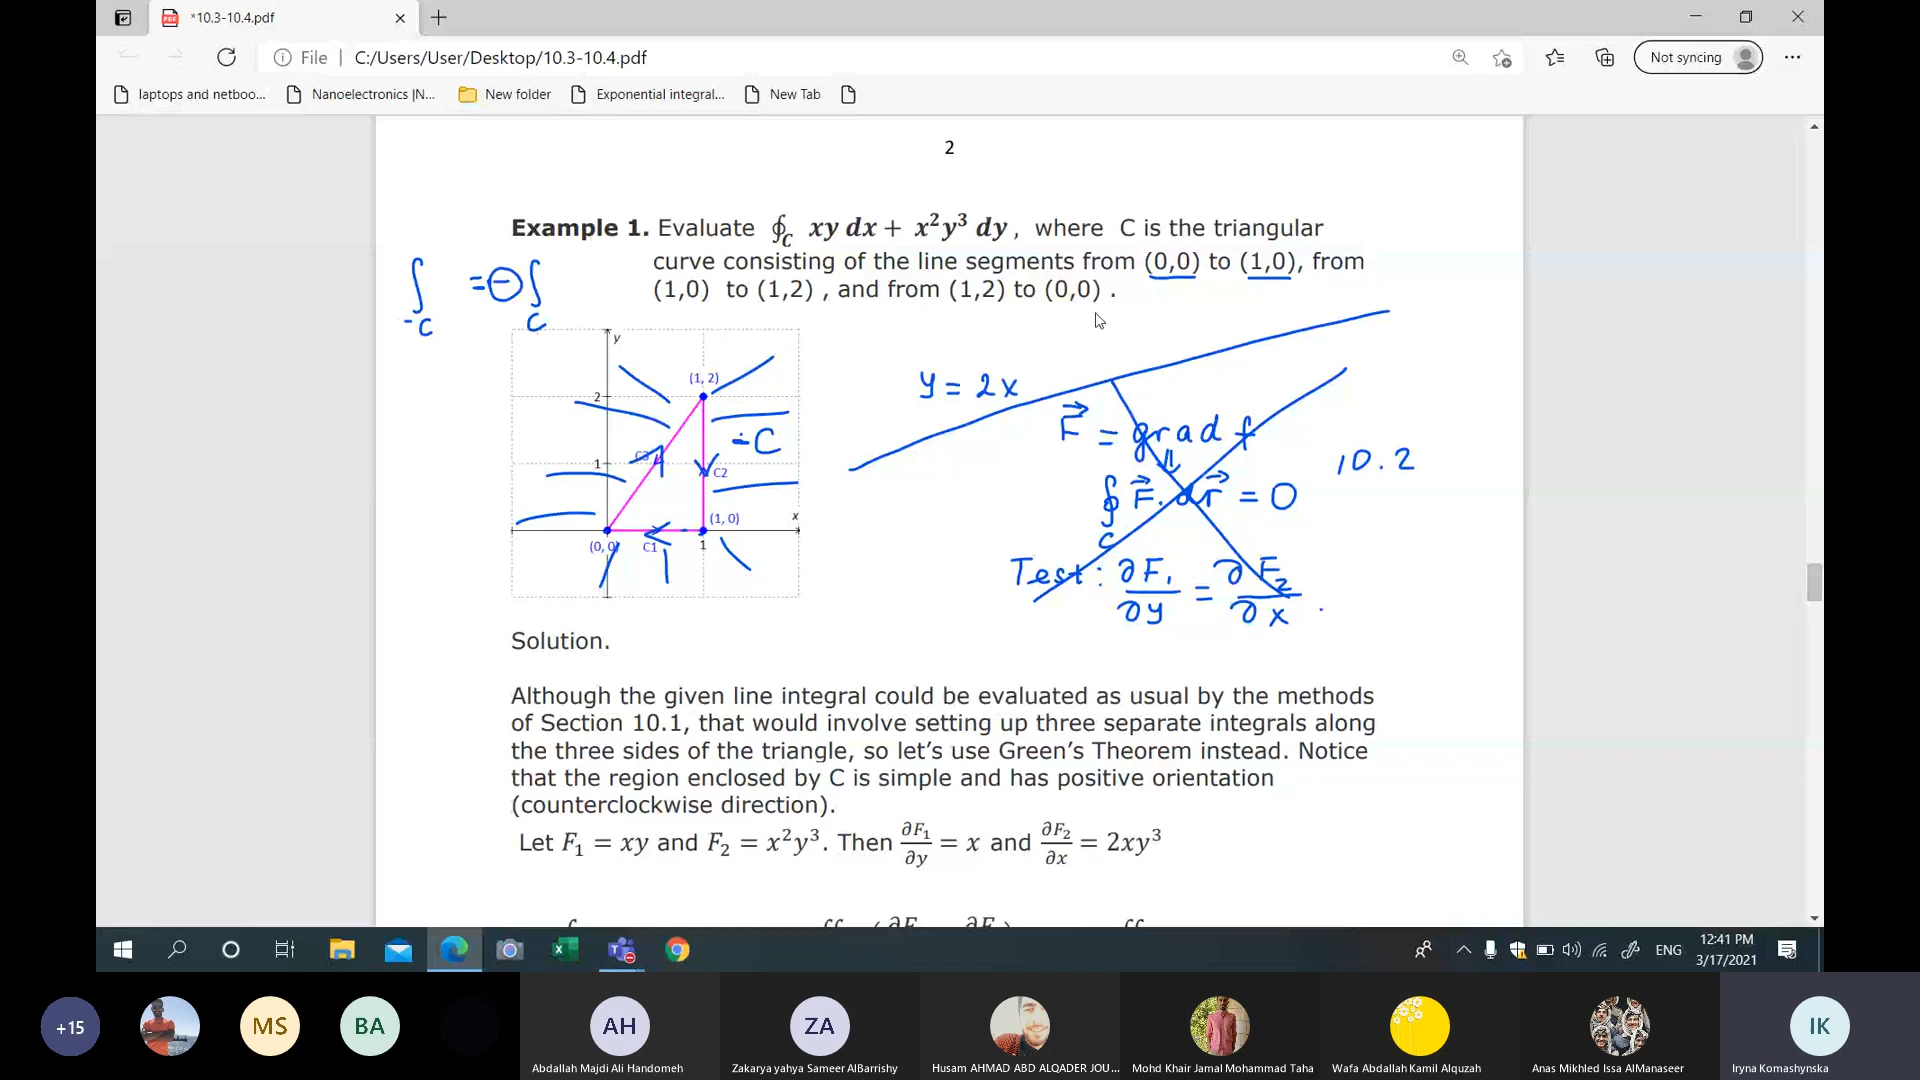 *10.3-10.4.pdf
File | C:/Users/User/Desktop/10.3-10.4.pdf
Not syncing
laptops and netboo...
Nanoelectronics |N...
New folder
Exponential integral...
New Tab
2
Example 1. Evaluate ∮_C xy dx + x²y³ dy, where C is the triangular
curve consisting of the line segments from (0,0) to (1,0), from
(1,0) to (1,2) , and from (1,2) to (0,0) .
∫_{-C} = ⊖ ∫_C
y
(1, 2)
2
-C
C3
1
C2
(1, 0)
x
(0, 0)
C1
1
y = 2x
F⃗ = grad f
⇓
10.2
∮_C F⃗ . dr⃗ = 0
Test: ∂F₁/∂y = ∂F₂/∂x .
Solution.
Although the given line integral could be evaluated as usual by the methods
of Section 10.1, that would involve setting up three separate integrals along
the three sides of the triangle, so let’s use Green’s Theorem instead. Notice
that the region enclosed by C is simple and has positive orientation
(counterclockwise direction).
Let F₁ = xy and F₂ = x²y³. Then ∂F₁/∂y = x and ∂F₂/∂x = 2xy³
ENG
12:41 PM
3/17/2021
+15
MS
BA
AH
ZA
IK
Abdallah Majdi Ali Handomeh
Zakarya yahya Sameer AlBarrishy
Husam AHMAD ABD ALQADER JOU...
Mohd Khair Jamal Mohammad Taha
Wafa Abdallah Kamil Alquzah
Anas Mikhled Issa AlManaseer
Iryna Komashynska